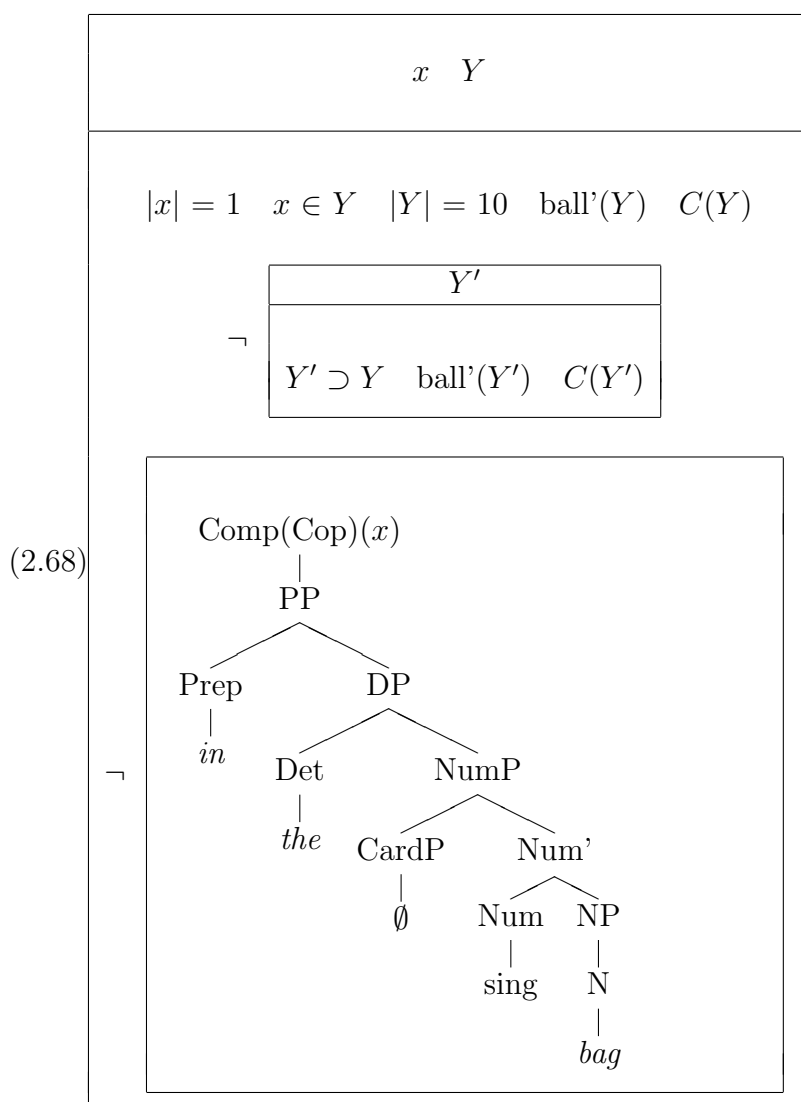 x Y
|x| = 1 x ∈ Y |Y| = 10 ball’(Y) C(Y)
Y′
¬
Y′ ⊃ Y ball’(Y′) C(Y′)
Comp(Cop)(x)
(2.68)
PP
Prep DP
in
Det NumP
¬
the
CardP Num’
∅ Num NP
sing N
bag